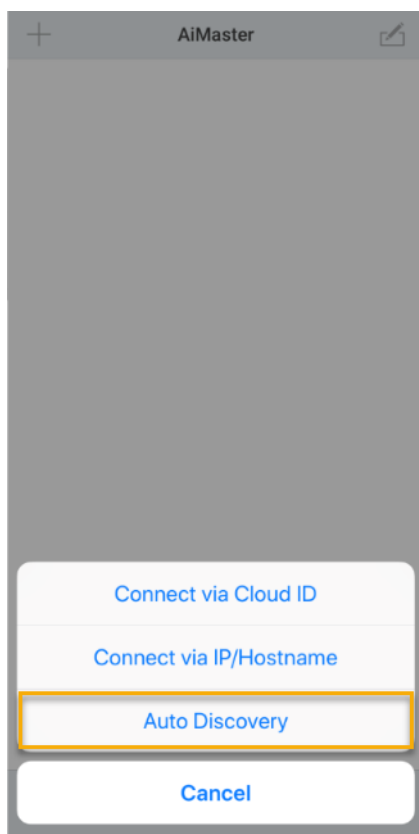 AiMaster
Connect via Cloud ID
Connect via IP/Hostname
Auto Discovery
Cancel